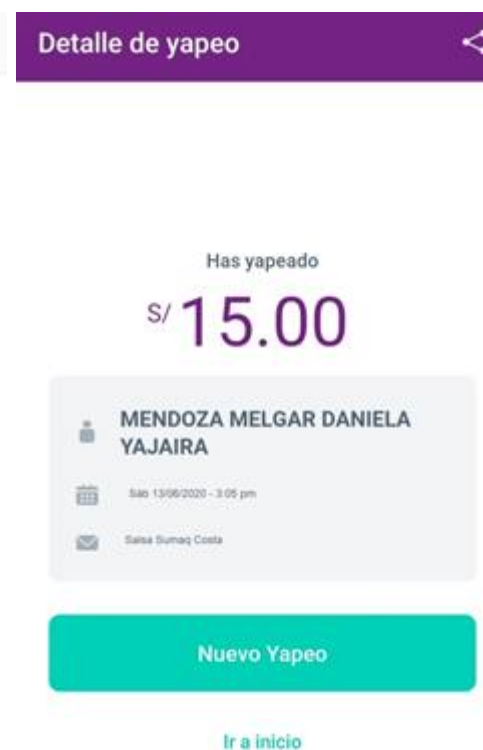 Detalle de yapeo
Has yapeado
S/ 15.00
MENDOZA MELGAR DANIELA
YAJAIRA
Sáb 13/06/2020 - 3:05 pm
Salsa Sumaq Costa
Nuevo Yapeo
Ir a inicio